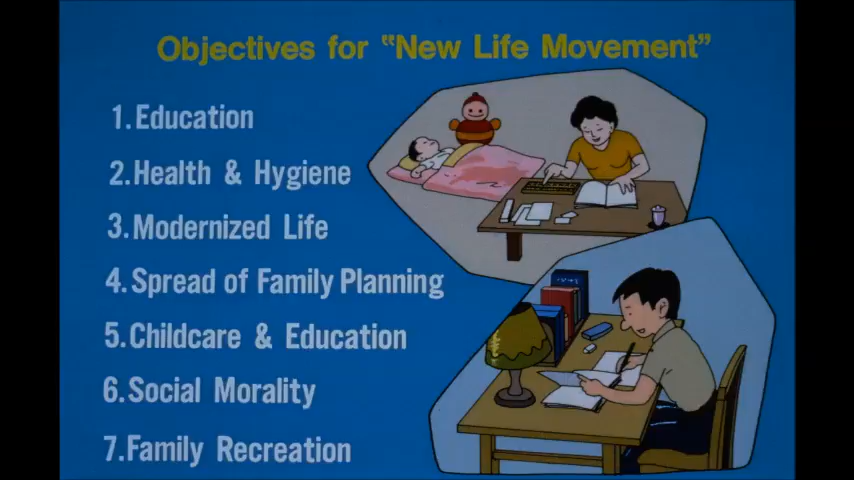 Objectives for "New Life Movement"
1. Education
2. Health & Hygiene
3. Modernized Life
4. Spread of Family Planning
5. Childcare & Education
6. Social Morality
7. Family Recreation